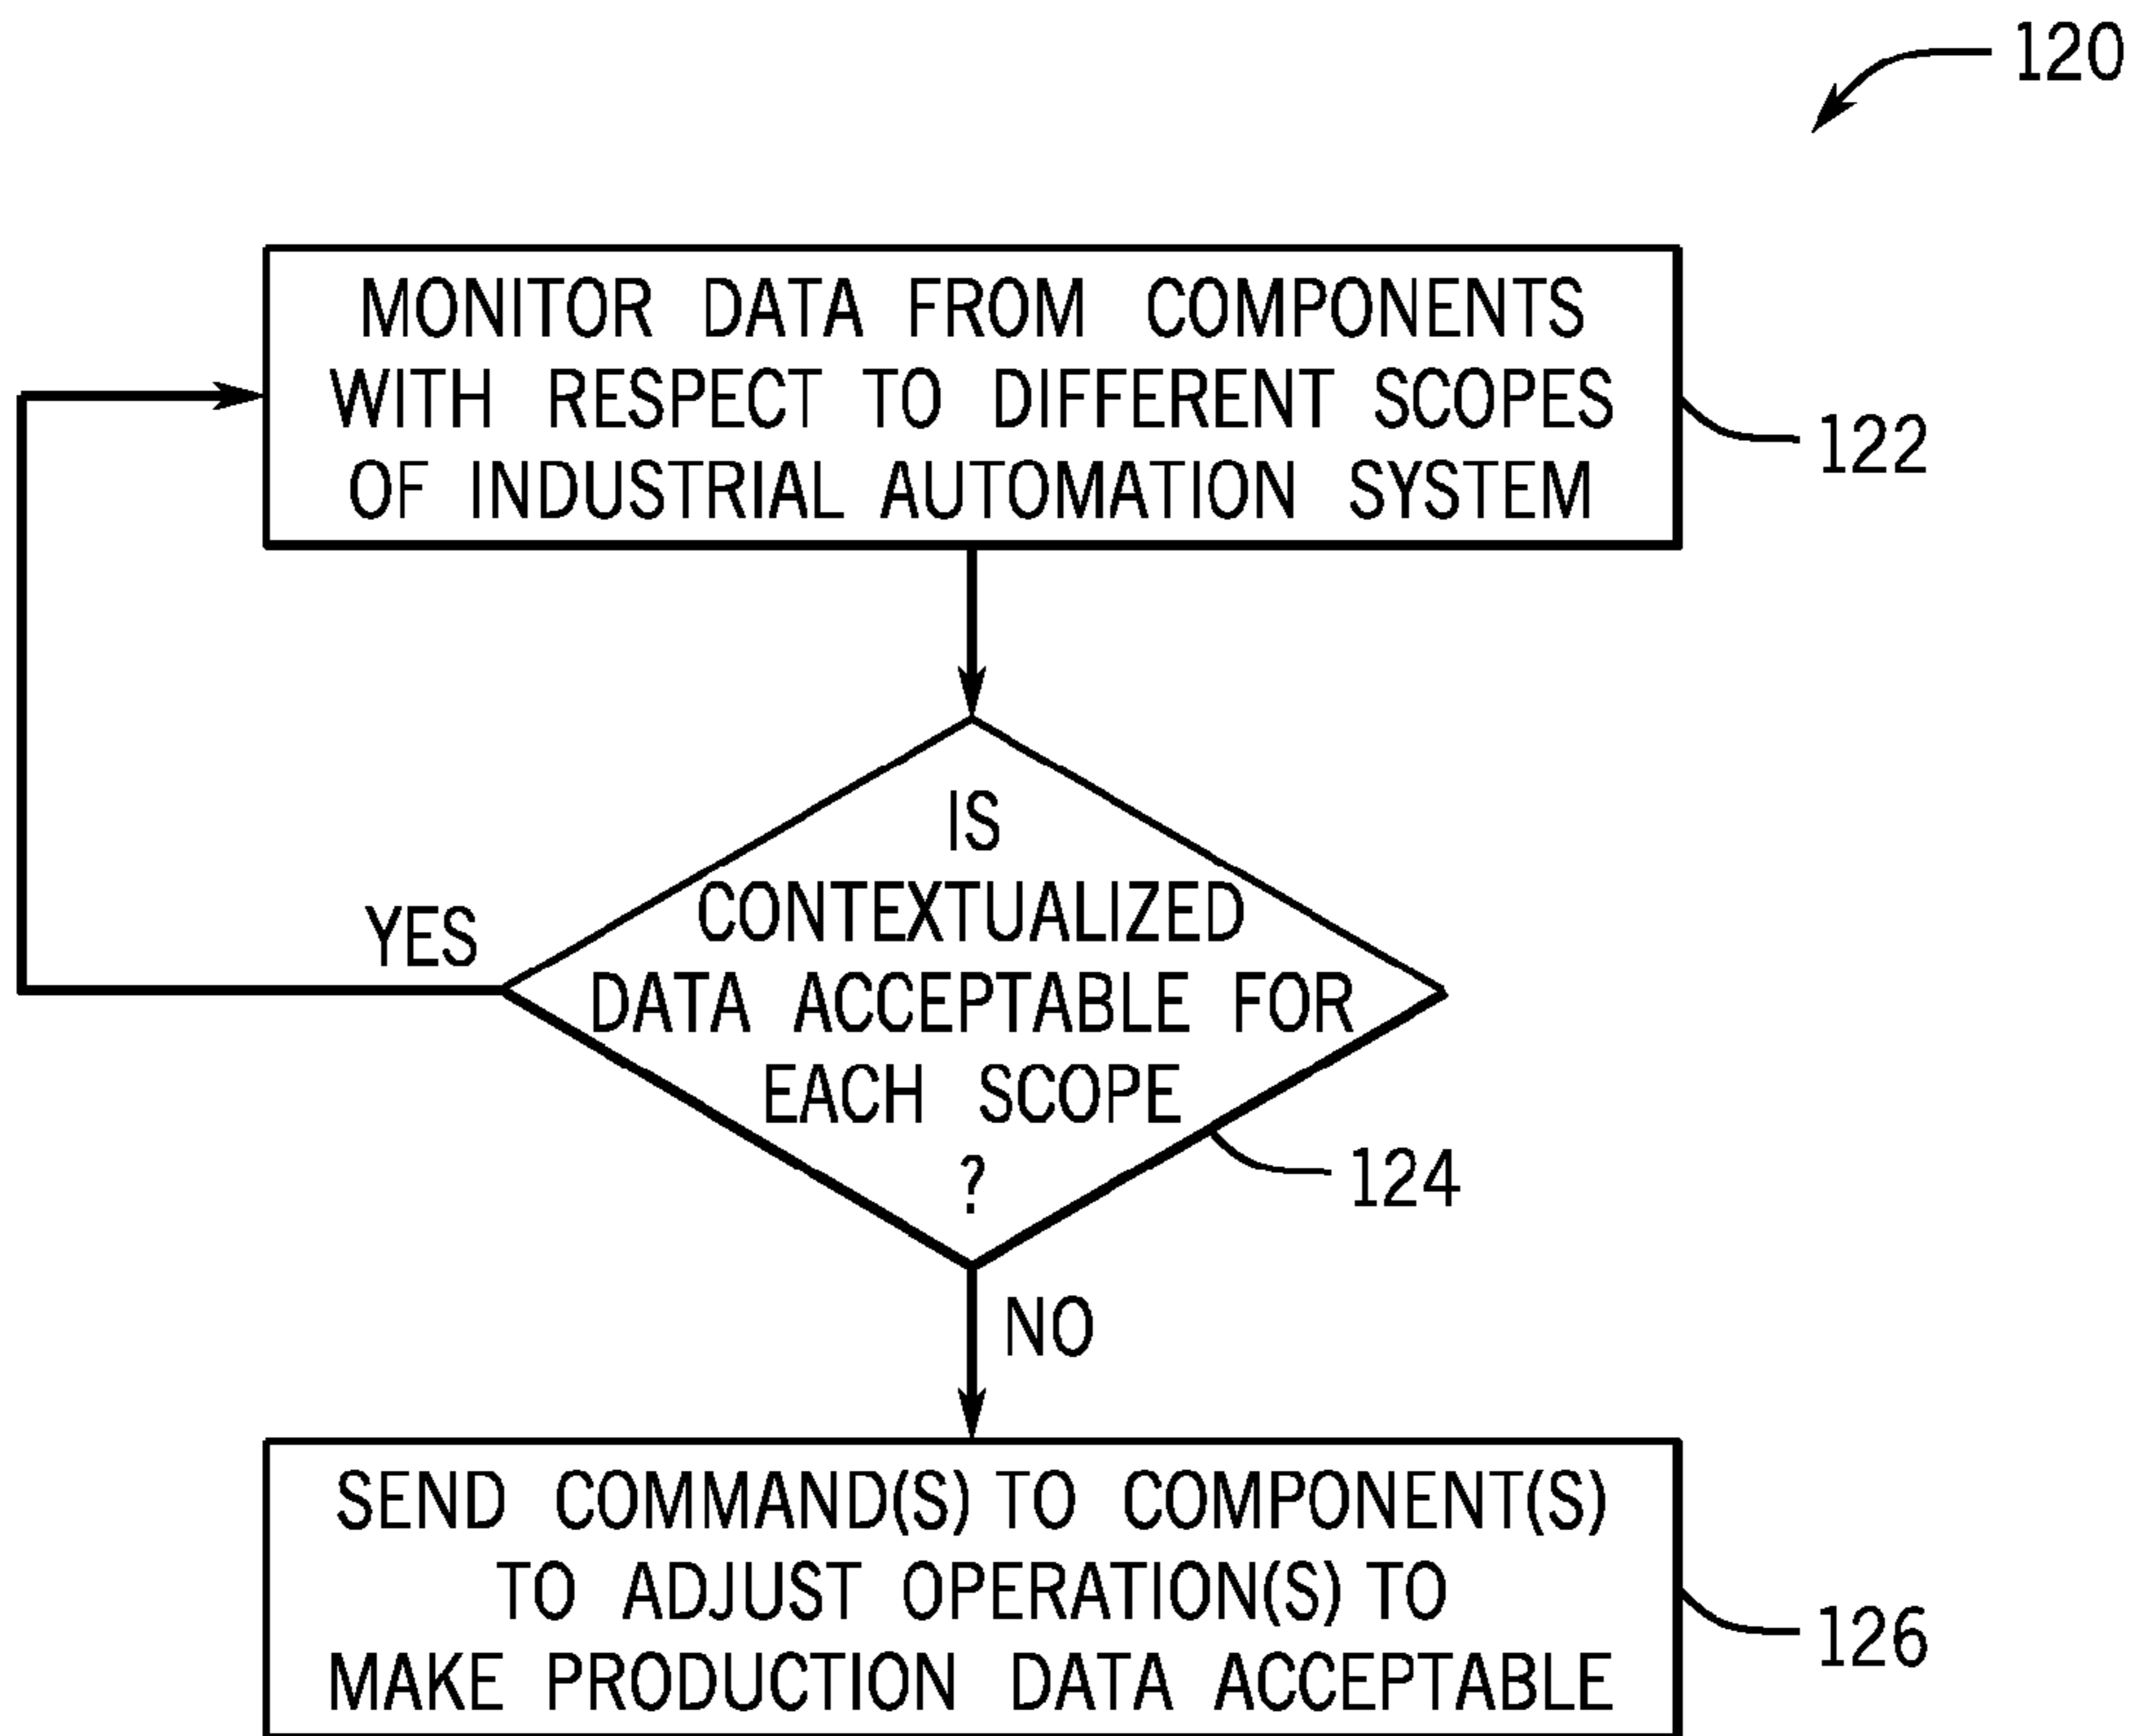 120
MONITOR DATA FROM COMPONENTS
WITH RESPECT TO DIFFERENT SCOPES
OF INDUSTRIAL AUTOMATION SYSTEM
122
IS
CONTEXTUALIZED
DATA ACCEPTABLE FOR
EACH SCOPE
?
YES
124
NO
SEND COMMAND(S) TO COMPONENT(S)
TO ADJUST OPERATION(S) TO
MAKE PRODUCTION DATA ACCEPTABLE
126